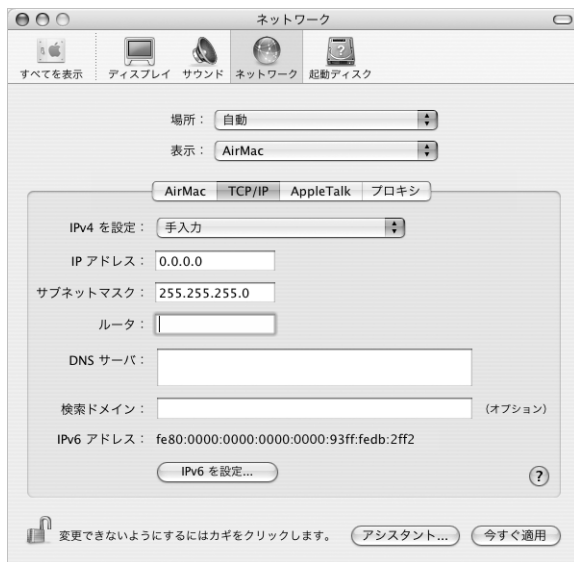 ネットワーク
すべてを表示 ディスプレイ サウンド ネットワーク 起動ディスク
場所： 自動
表示： AirMac
AirMac TCP/IP AppleTalk プロキシ
IPv4 を設定： 手入力
IP アドレス： 0.0.0.0
サブネットマスク： 255.255.255.0
ルータ：
DNS サーバ：
検索ドメイン： （オプション）
IPv6 アドレス： fe80:0000:0000:0000:0000:93ff:fedb:2ff2
IPv6 を設定... ?
変更できないようにするにはカギをクリックします。 アシスタント... 今すぐ適用